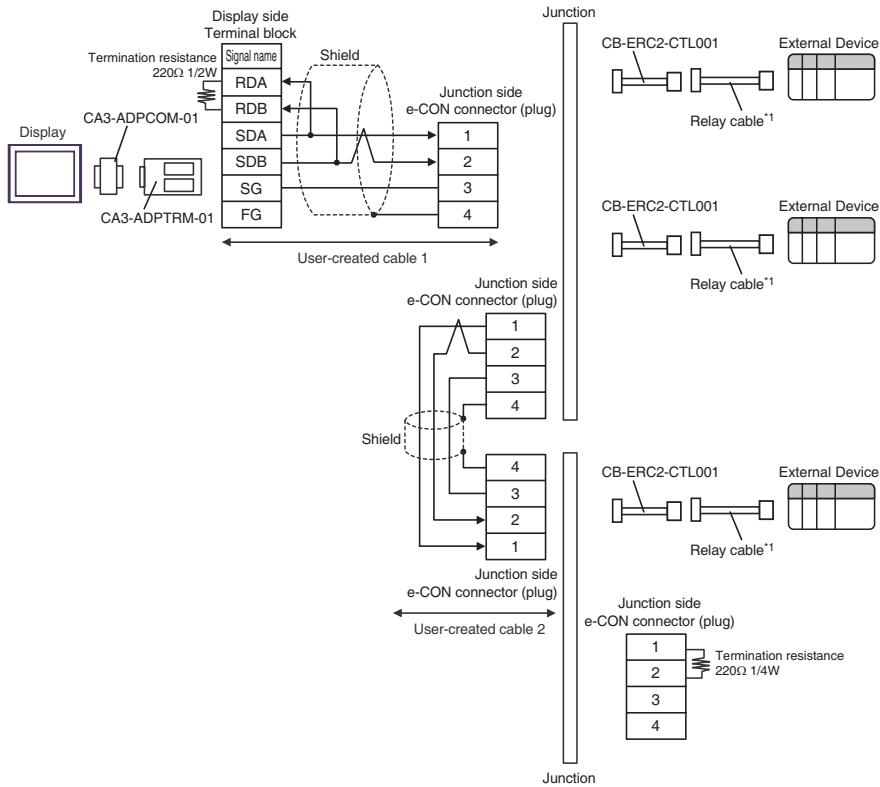 Junction
Display side
Terminal block
Signal name
RDA
RDB
SDA
SDB
SG
FG
Termination resistance
220Ω 1/2W
Shield
Junction side
e-CON connector (plug)
1
2
3
4
Display
CA3-ADPCOM-01
CA3-ADPTRM-01
User-created cable 1
CB-ERC2-CTL001
External Device
Relay cable*1
CB-ERC2-CTL001
External Device
Relay cable*1
Junction side
e-CON connector (plug)
1
2
3
4
Shield
4
3
2
1
Junction side
e-CON connector (plug)
User-created cable 2
CB-ERC2-CTL001
External Device
Relay cable*1
Junction side
e-CON connector (plug)
1
2
3
4
Termination resistance
220Ω 1/4W
Junction